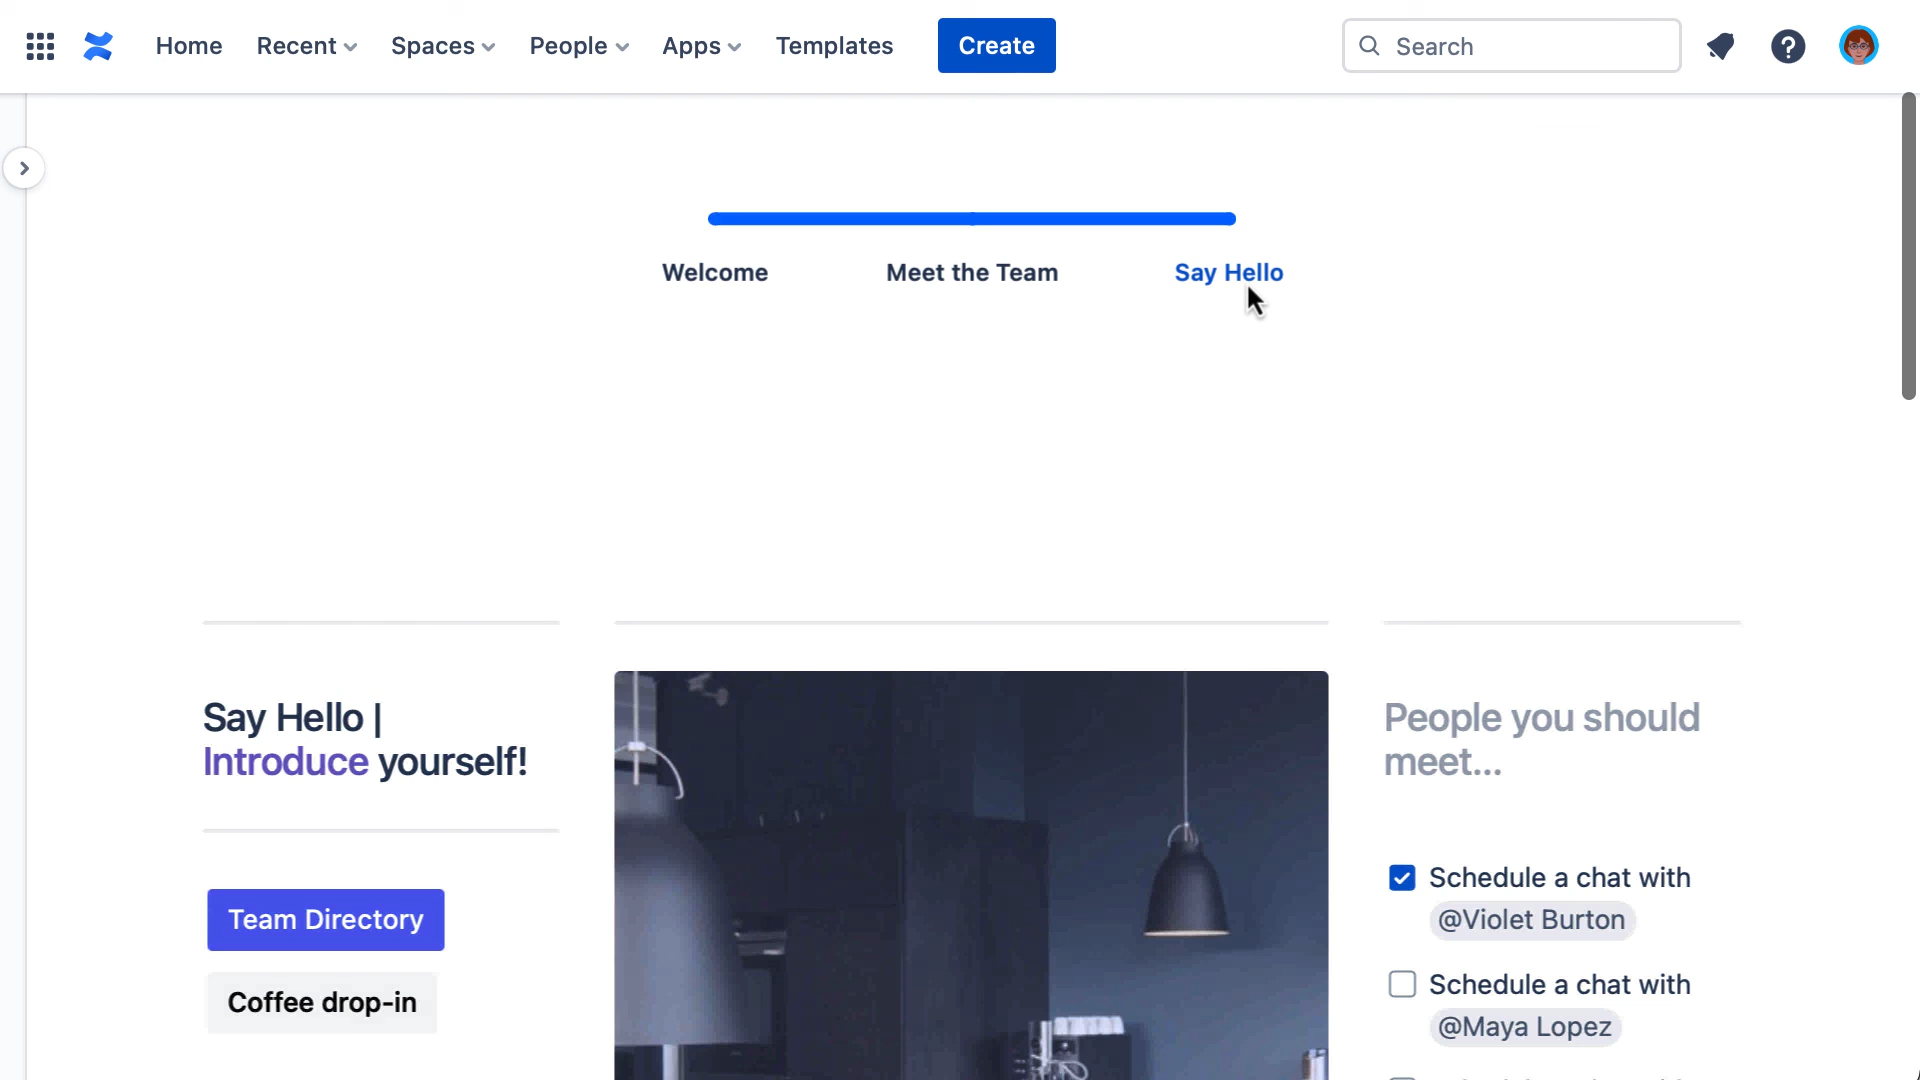 Home Recent Spaces People Apps Templates Create Search
Welcome Meet the Team Say Hello
Say Hello |
Introduce yourself!
Team Directory
Coffee drop-in
People you should
meet...
Schedule a chat with
@Violet Burton
Schedule a chat with
@Maya Lopez